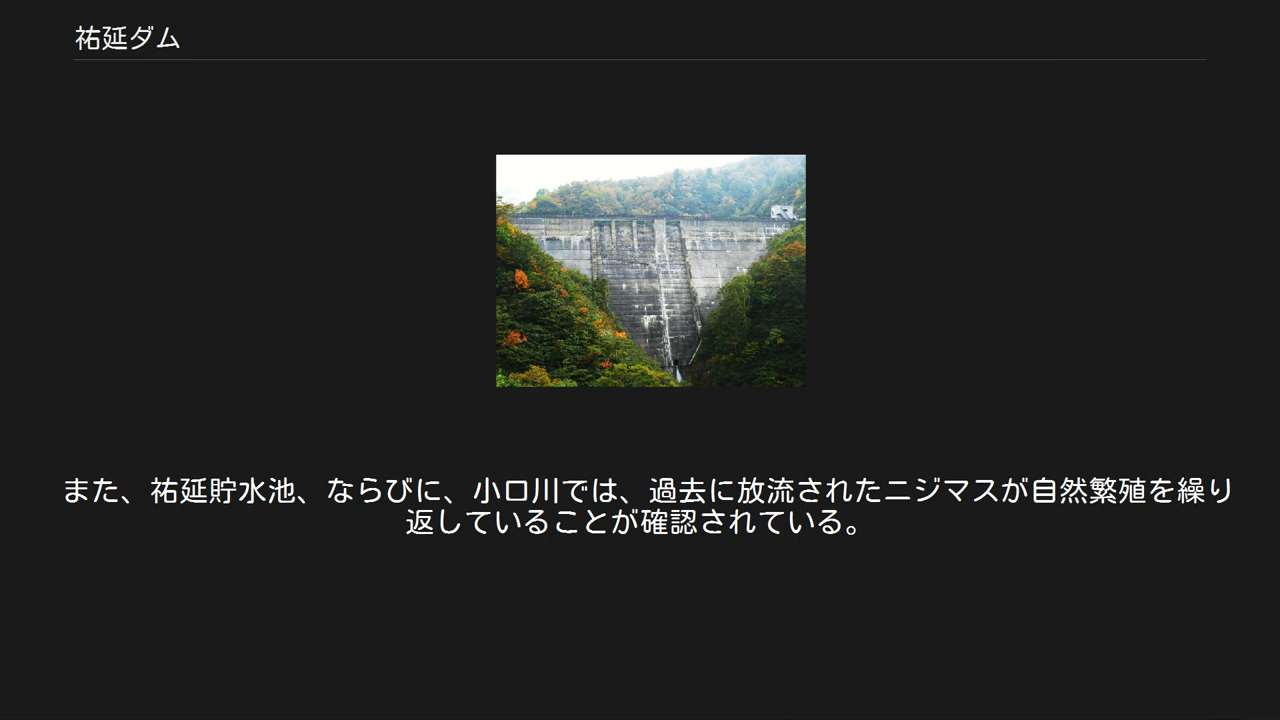 祐延ダム
また、祐延貯水池、ならびに、小口川では、過去に放流されたニジマスが自然繁殖を繰り
返していることが確認されている。